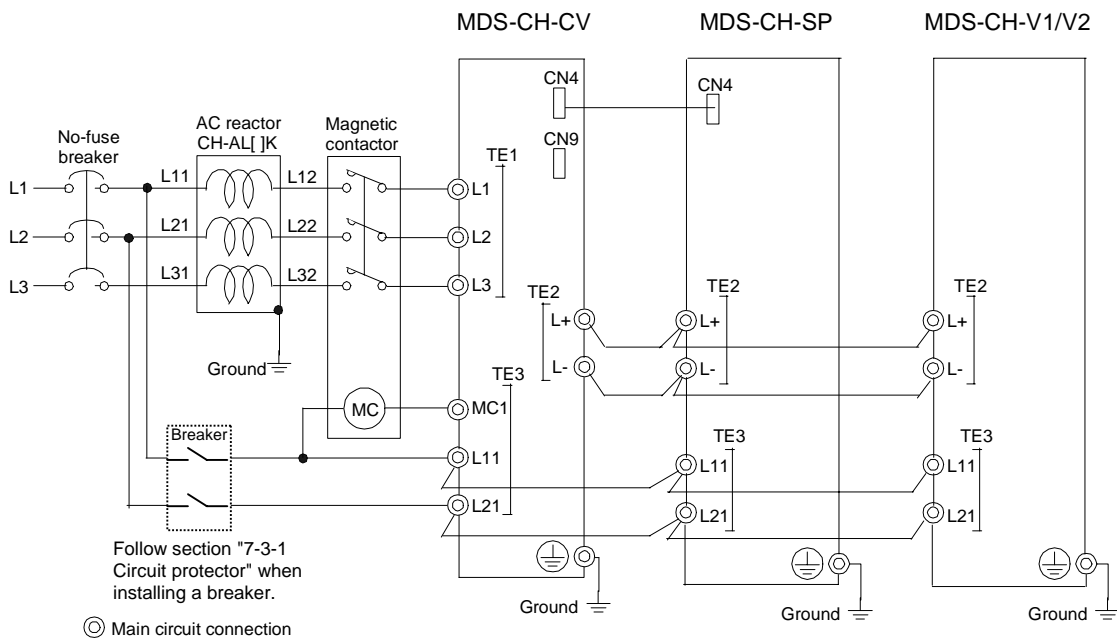 MDS-CH-CV
MDS-CH-SP
MDS-CH-V1/V2
CN4
CN4
CN9
No-fuse
breaker
AC reactor
CH-AL[ ]K
Magnetic
contactor
TE1
L1
L11
L12
L1
L2
L21
L22
L2
L3
L31
L32
L3
TE2
TE2
TE2
L+
L+
L+
Ground
L-
L-
L-
TE3
MC
MC1
Breaker
TE3
TE3
L11
L11
L11
L21
L21
L21
Follow section "7-3-1
Circuit protector" when
installing a breaker.
Ground
Ground
Ground
Main circuit connection